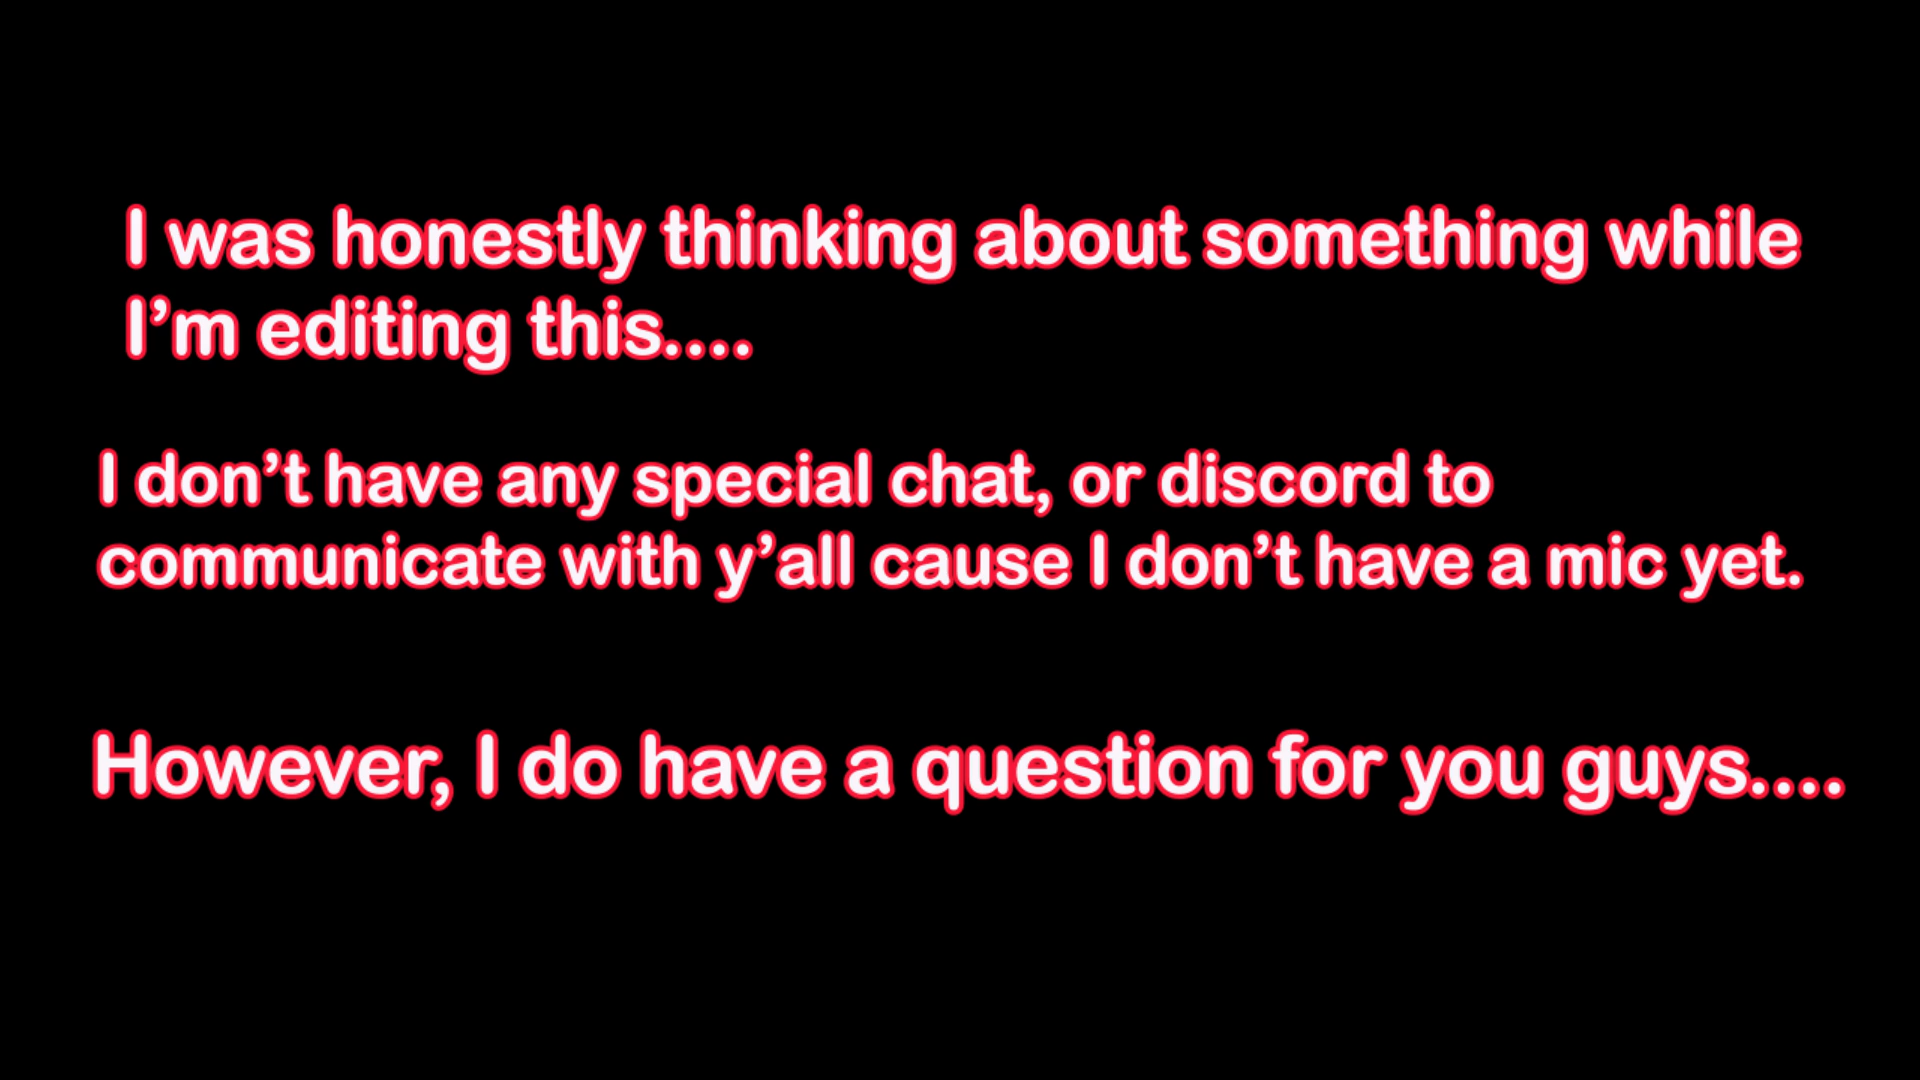 I was honestly thinking about something while
I’m editing this....
I don’t have any special chat, or discord to
communicate with y’all cause I don’t have a mic yet.
However, I do have a question for you guys....